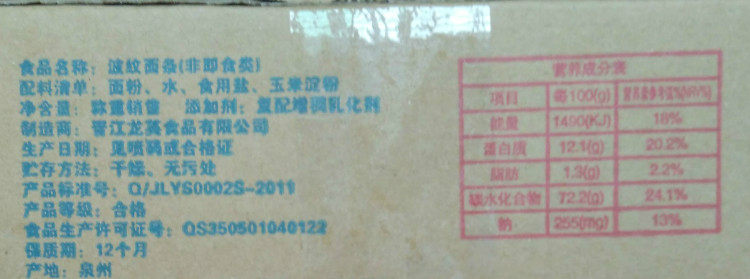 食品名称：波纹面条(非即食类)
配料清单：面粉、水、食用盐、玉米淀粉
净含量：称重销售 添加剂：复配增稠乳化剂
制造商：晋江龙英食品有限公司
生产日期：见喷码或合格证
贮存方法：干燥、无污处
产品标准号：Q/JLYS0002S-2011
产品等级：合格
食品生产许可证号：QS350501040122
保质期：12个月
产地：泉州
营养成分表
项目 每100(g) 营养素参考值%(NRV%)
能量 1490(KJ) 18%
蛋白质 12.1(g) 20.2%
脂肪 1.3(g) 2.2%
碳水化合物 72.2(g) 24.1%
钠 255(mg) 13%